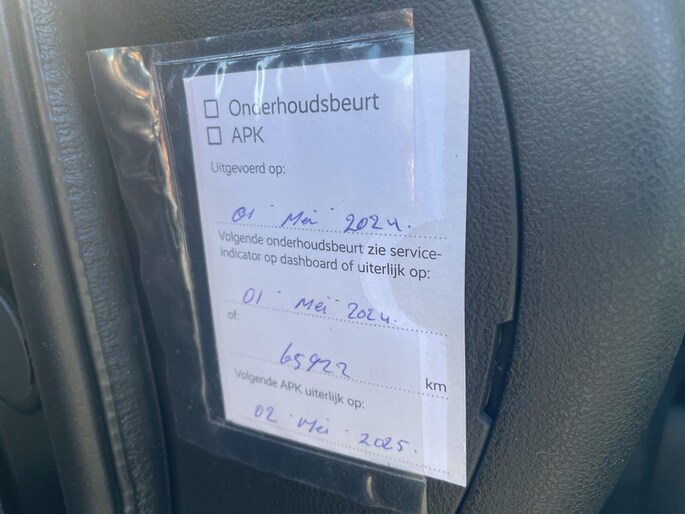 Onderhoudsbeurt
APK
Uitgevoerd op:
01 Mei 2024.
Volgende onderhoudsbeurt zie service-
indicator op dashboard of uiterlijk op:
01 Mei 2024.
of:
65922 km
Volgende APK uiterlijk op:
02 Mei 2025.